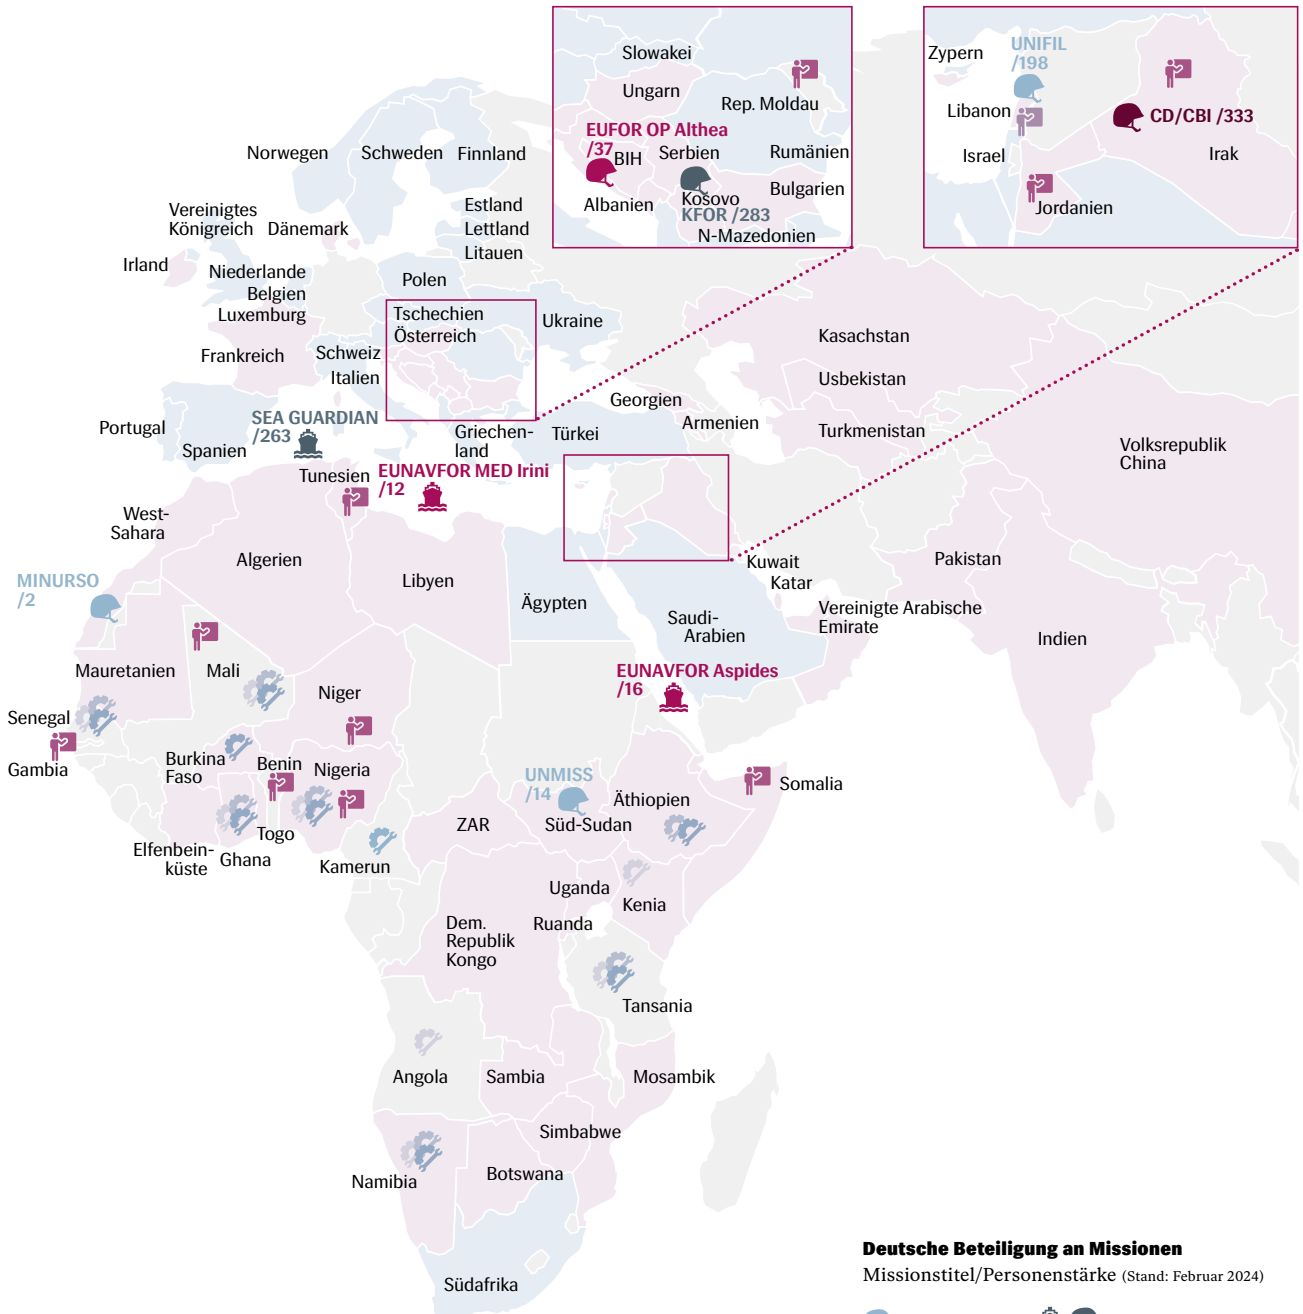 Slowakei
Ungarn
Rep. Moldau
EUFOR OP Althea
/37
BIH
Serbien
Rumänien
Bulgarien
Albanien
Kosovo
KFOR /283
N-Mazedonien
Zypern
UNIFIL
/198
Libanon
CD/CBI /333
Israel
Irak
Jordanien
Norwegen
Schweden
Finnland
Estland
Lettland
Litauen
Vereinigtes
Königreich
Dänemark
Irland
Niederlande
Belgien
Luxemburg
Polen
Tschechien
Österreich
Ukraine
Frankreich
Schweiz
Italien
Kasachstan
Usbekistan
Georgien
Armenien
Turkmenistan
Portugal
Spanien
SEA GUARDIAN
/263
Griechen-
land
Türkei
Volksrepublik
China
Tunesien
EUNAVFOR MED Irini
/12
West-
Sahara
Algerien
Libyen
Ägypten
Kuwait
Katar
Pakistan
Vereinigte Arabische
Emirate
Saudi-
Arabien
Indien
MINURSO
/2
Mauretanien
Mali
Niger
EUNAVFOR Aspides
/16
Senegal
Gambia
Burkina
Faso
Benin
Nigeria
UNMISS
/14
Äthiopien
Somalia
Süd-Sudan
ZAR
Elfenbein-
küste
Ghana
Togo
Kamerun
Uganda
Kenia
Ruanda
Dem.
Republik
Kongo
Tansania
Angola
Sambia
Mosambik
Simbabwe
Namibia
Botswana
Südafrika
Deutsche Beteiligung an Missionen
Missionstitel/Personenstärke (Stand: Februar 2024)